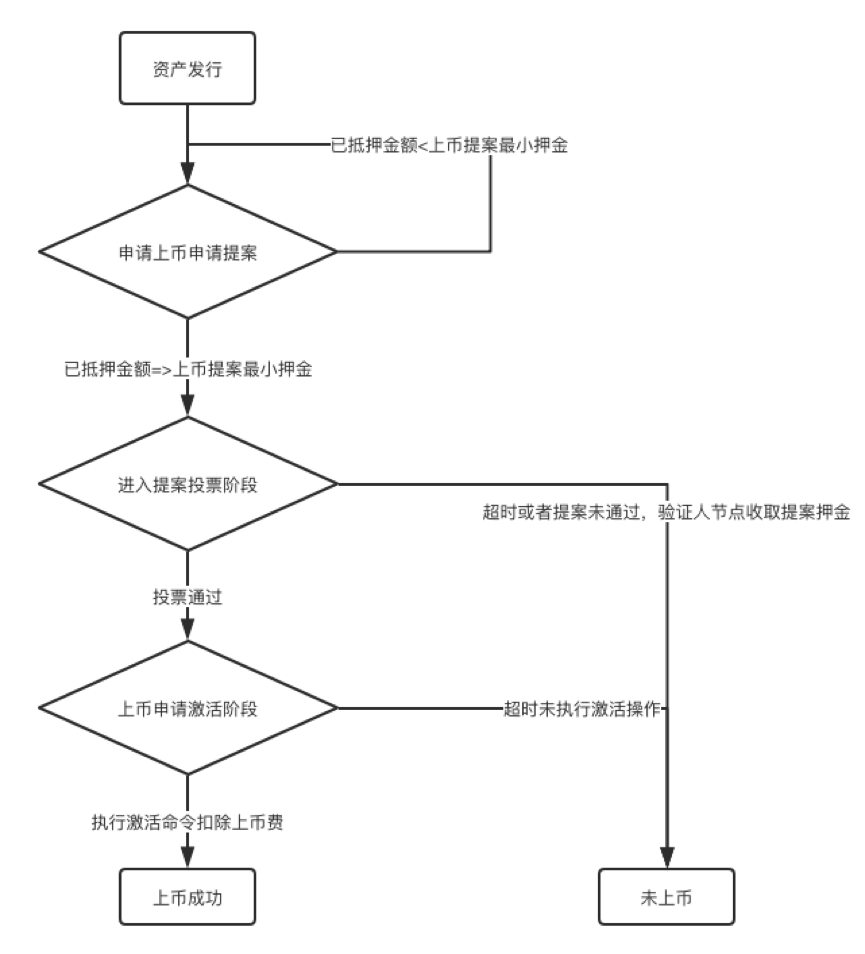 资产发行
已抵押金额<上币提案最小押金
申请上币申请提案
已抵押金额=>上币提案最小押金
进入提案投票阶段
超时或者提案未通过，验证人节点收取提案押金
投票通过
上币申请激活阶段
超时未执行激活操作
执行激活命令扣除上币费
上币成功
未上币